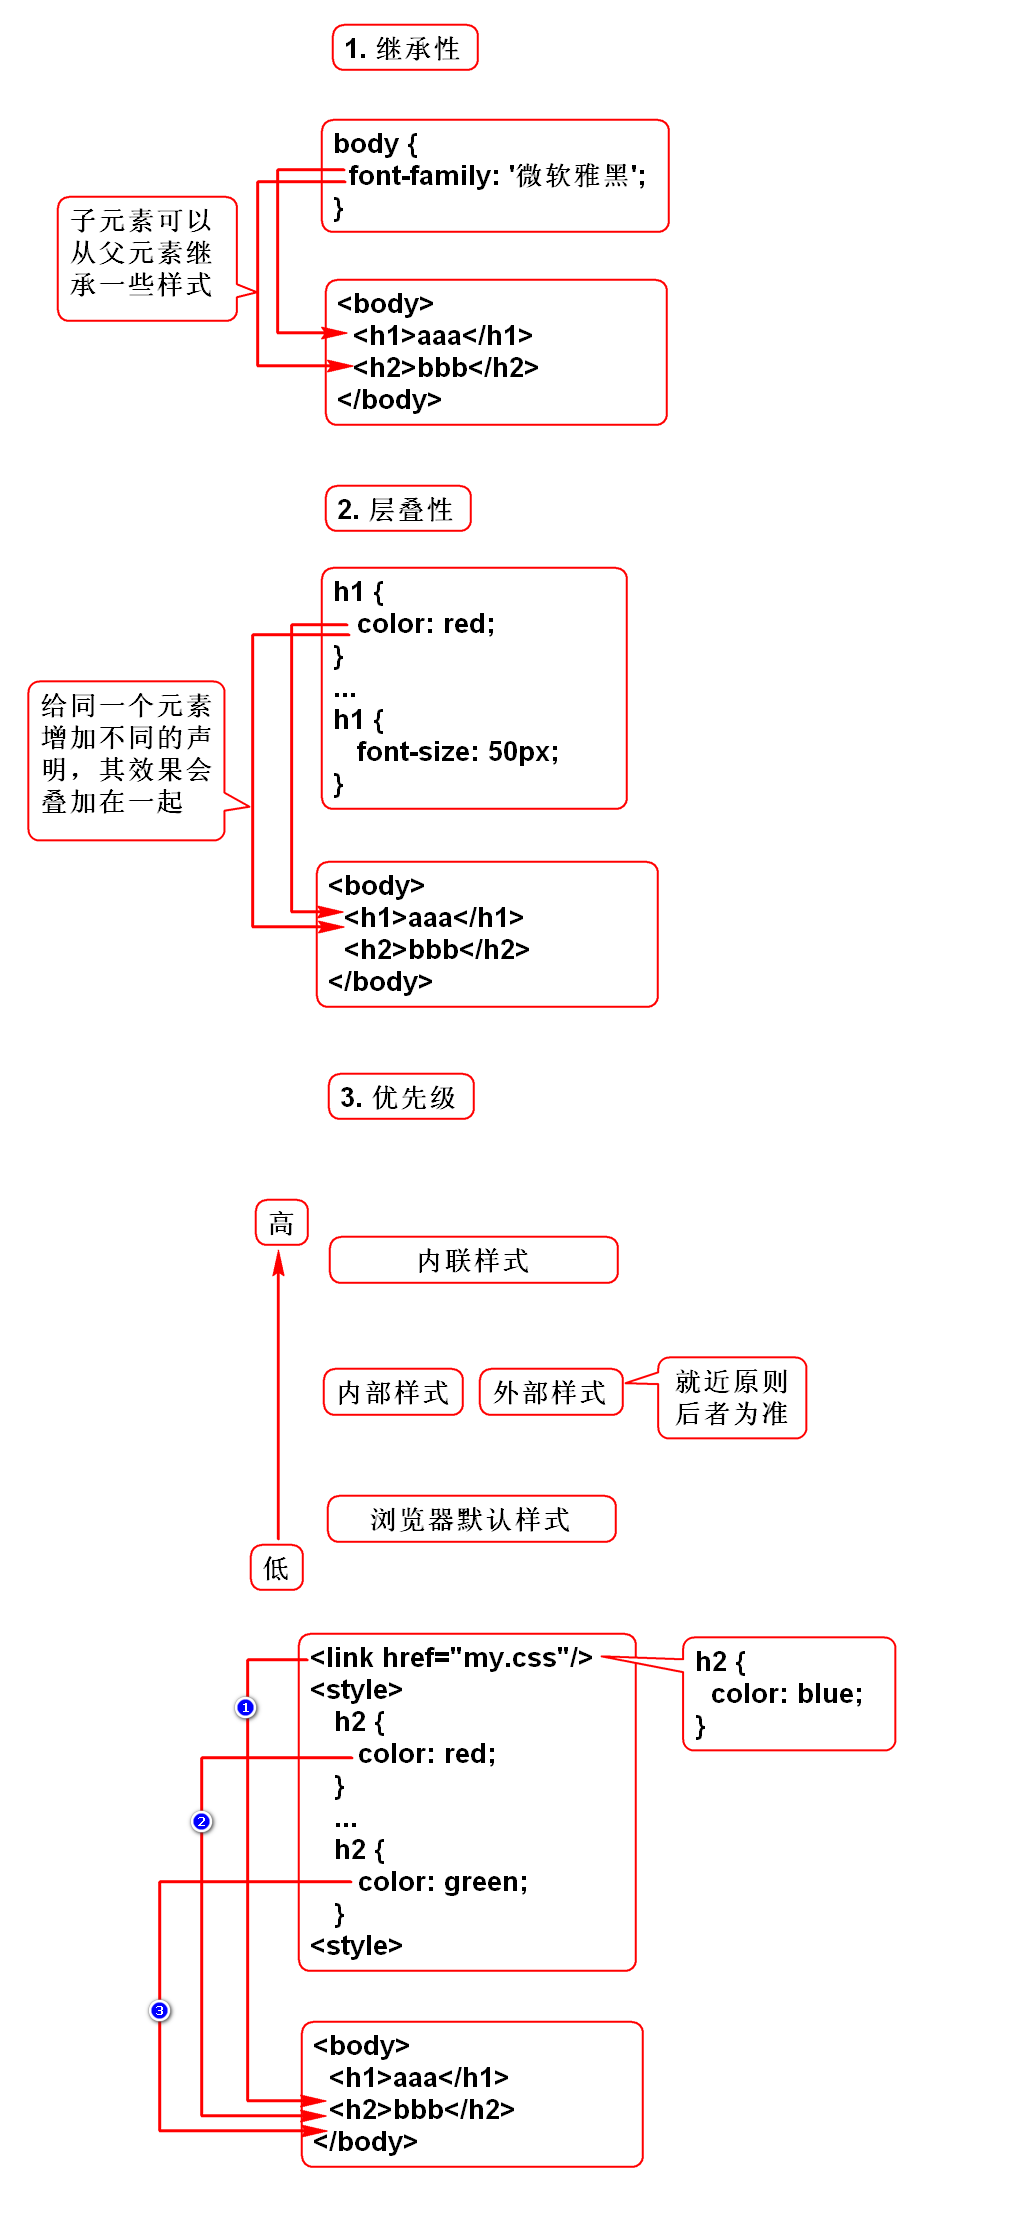 1. 继承性
body {
font-family: '微软雅黑';
}
子元素可以
从父元素继
承一些样式
<body>
<h1>aaa</h1>
<h2>bbb</h2>
</body>
2. 层叠性
h1 {
color: red;
}
...
h1 {
font-size: 50px;
}
给同一个元素
增加不同的声
明，其效果会
叠加在一起
<body>
<h1>aaa</h1>
<h2>bbb</h2>
</body>
3. 优先级
高
内联样式
内部样式
外部样式
就近原则
后者为准
浏览器默认样式
低
<link href="my.css"/>
<style>
h2 {
color: red;
}
...
h2 {
color: green;
}
<style>
h2 {
color: blue;
}
1
2
3
<body>
<h1>aaa</h1>
<h2>bbb</h2>
</body>